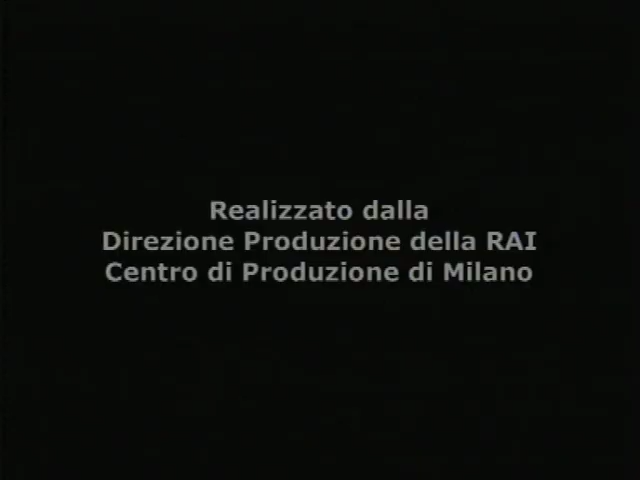 Realizzato dalla
Direzione Produzione della RAI
Centro di Produzione di Milano